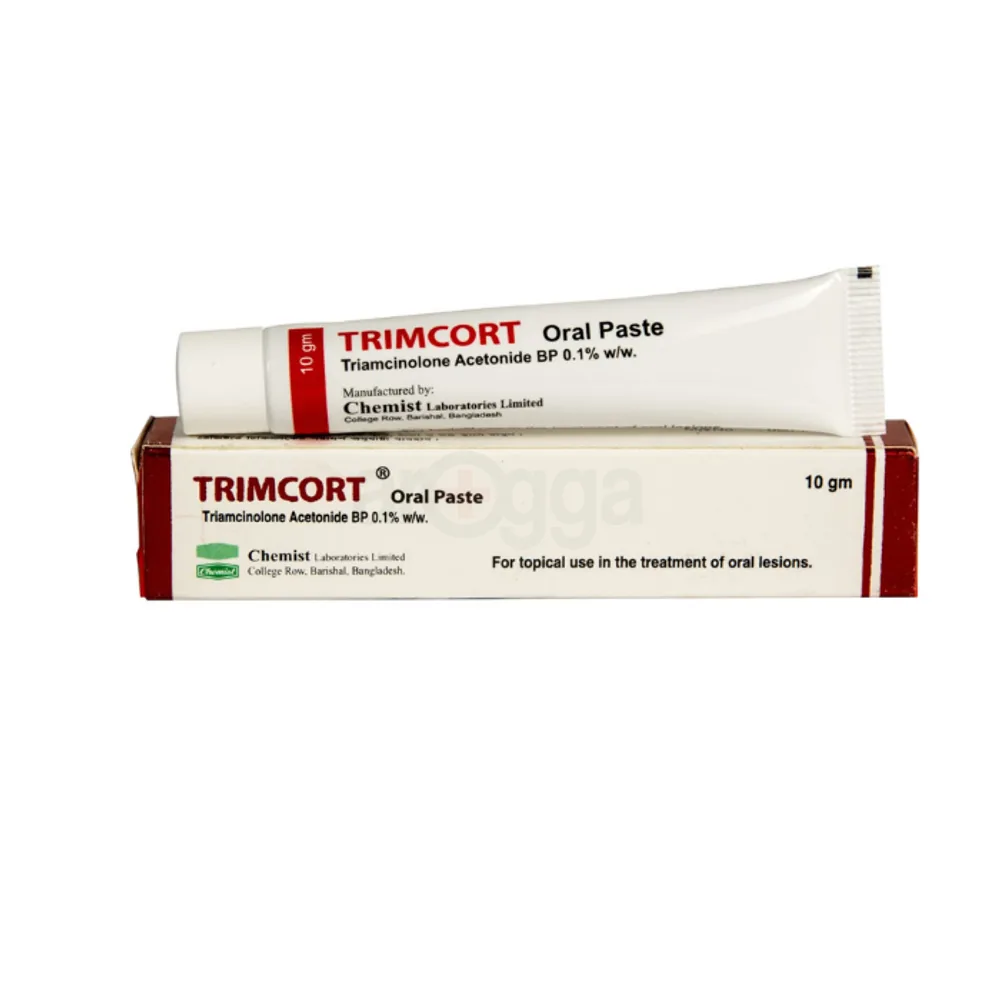 10 gm
TRIMCORT Oral Paste
Triamcinolone Acetonide BP 0.1% w/w.
Manufactured by:
Chemist Laboratories Limited
College Row, Barishal, Bangladesh
TRIMCORT ® Oral Paste
10 gm
Triamcinolone Acetonide BP 0.1% w/w.
Chemist Laboratories Limited
Chemist
College Row, Barishal, Bangladesh.
For topical use in the treatment of oral lesions.